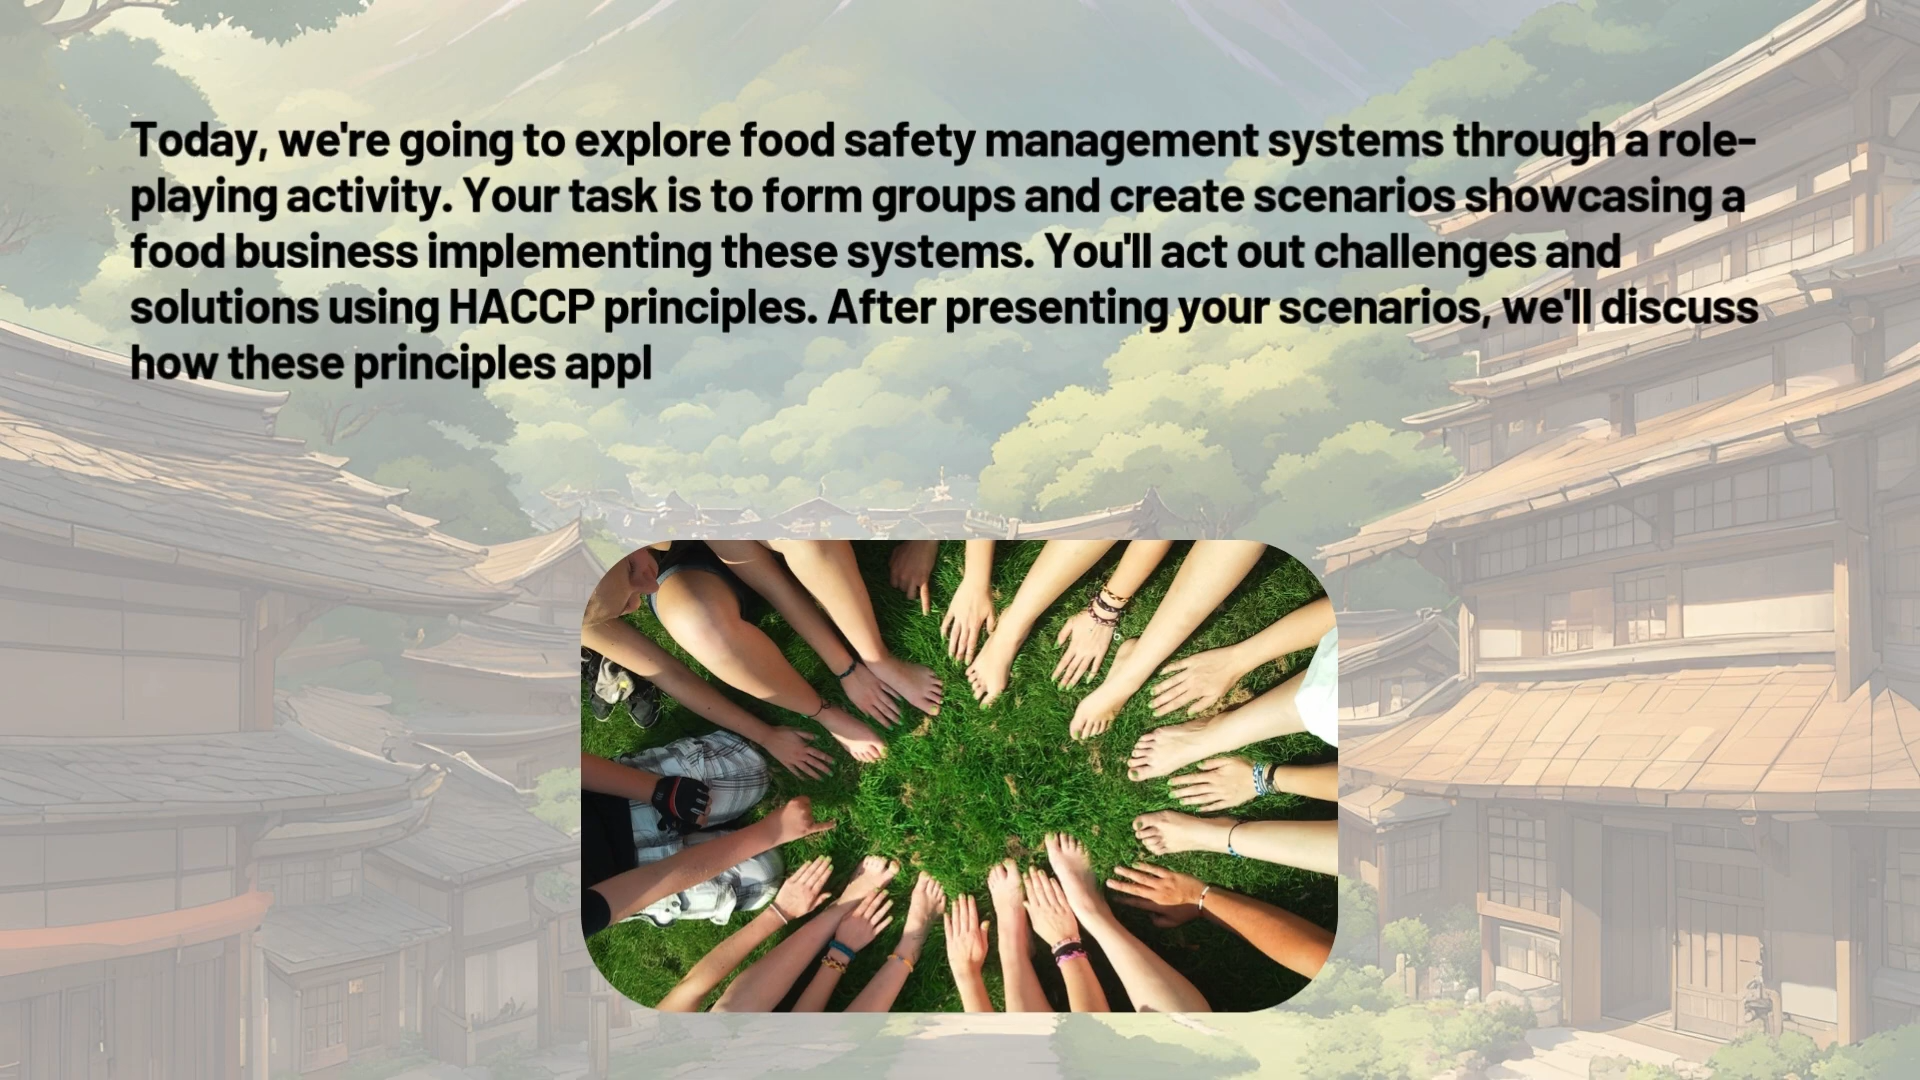 Today, we're going to explore food safety management systems through a role-
playing activity. Your task is to form groups and create scenarios showcasing a
food business implementing these systems. You'll act out challenges and
solutions using HACCP principles. After presenting your scenarios, we'll discuss
how these principles appl